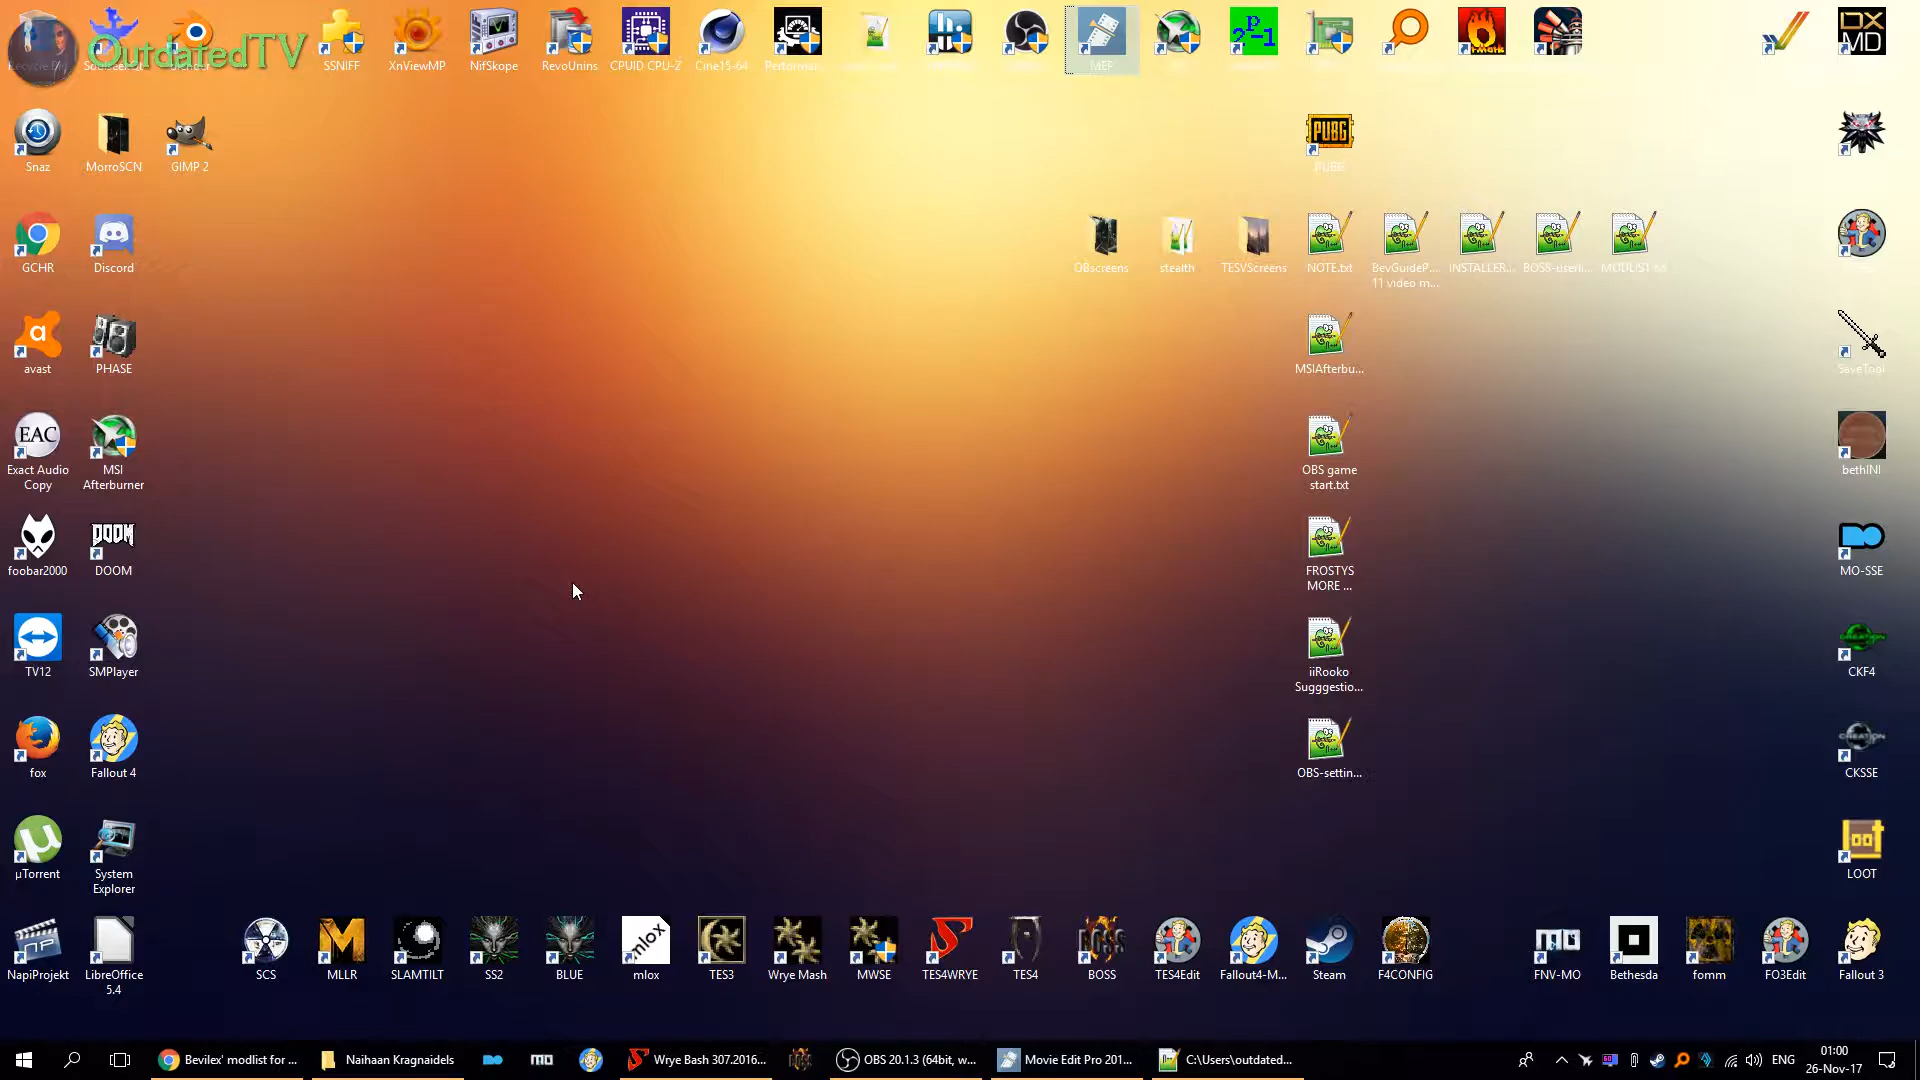 OutdatedTV
SSNIFF
XnViewMP
NifSkope
RevoUnins
CPUID CPU-Z
Cine15-64
Performa...
MEP
Snaz
MorroSCN
GIMP 2
PUBG
GCHR
Discord
OBscreens
stealth
TESVScreens
NOTE.txt
BevGuideP...
11 video m...
INSTALLER...
BOSS-userli...
avast
PHASE
MSIAfterbu...
SaveTool
EAC
Exact Audio
Copy
MSI
Afterburner
OBS game
start.txt
bethINI
foobar2000
DOOM
FROSTYS
MORE ...
MO-SSE
TV12
SMPlayer
iiRooko
Sugggestio...
CKF4
fox
Fallout 4
OBS-settin...
CKSSE
µTorrent
System
Explorer
LOOT
NapiProjekt
LibreOffice
5.4
SCS
MLLR
SLAMTILT
SS2
BLUE
mlox
TES3
Wrye Mash
MWSE
TES4WRYE
TES4
BOSS
TES4Edit
Fallout4-M...
Steam
F4CONFIG
FNV-MO
Bethesda
fomm
FO3Edit
Fallout 3
Bevilex' modlist for ...
Naihaan Kragnaidels
Wrye Bash 307.2016...
OBS 20.1.3 (64bit, w...
Movie Edit Pro 201...
C:\Users\outdated...
ENG
01:00
26-Nov-17